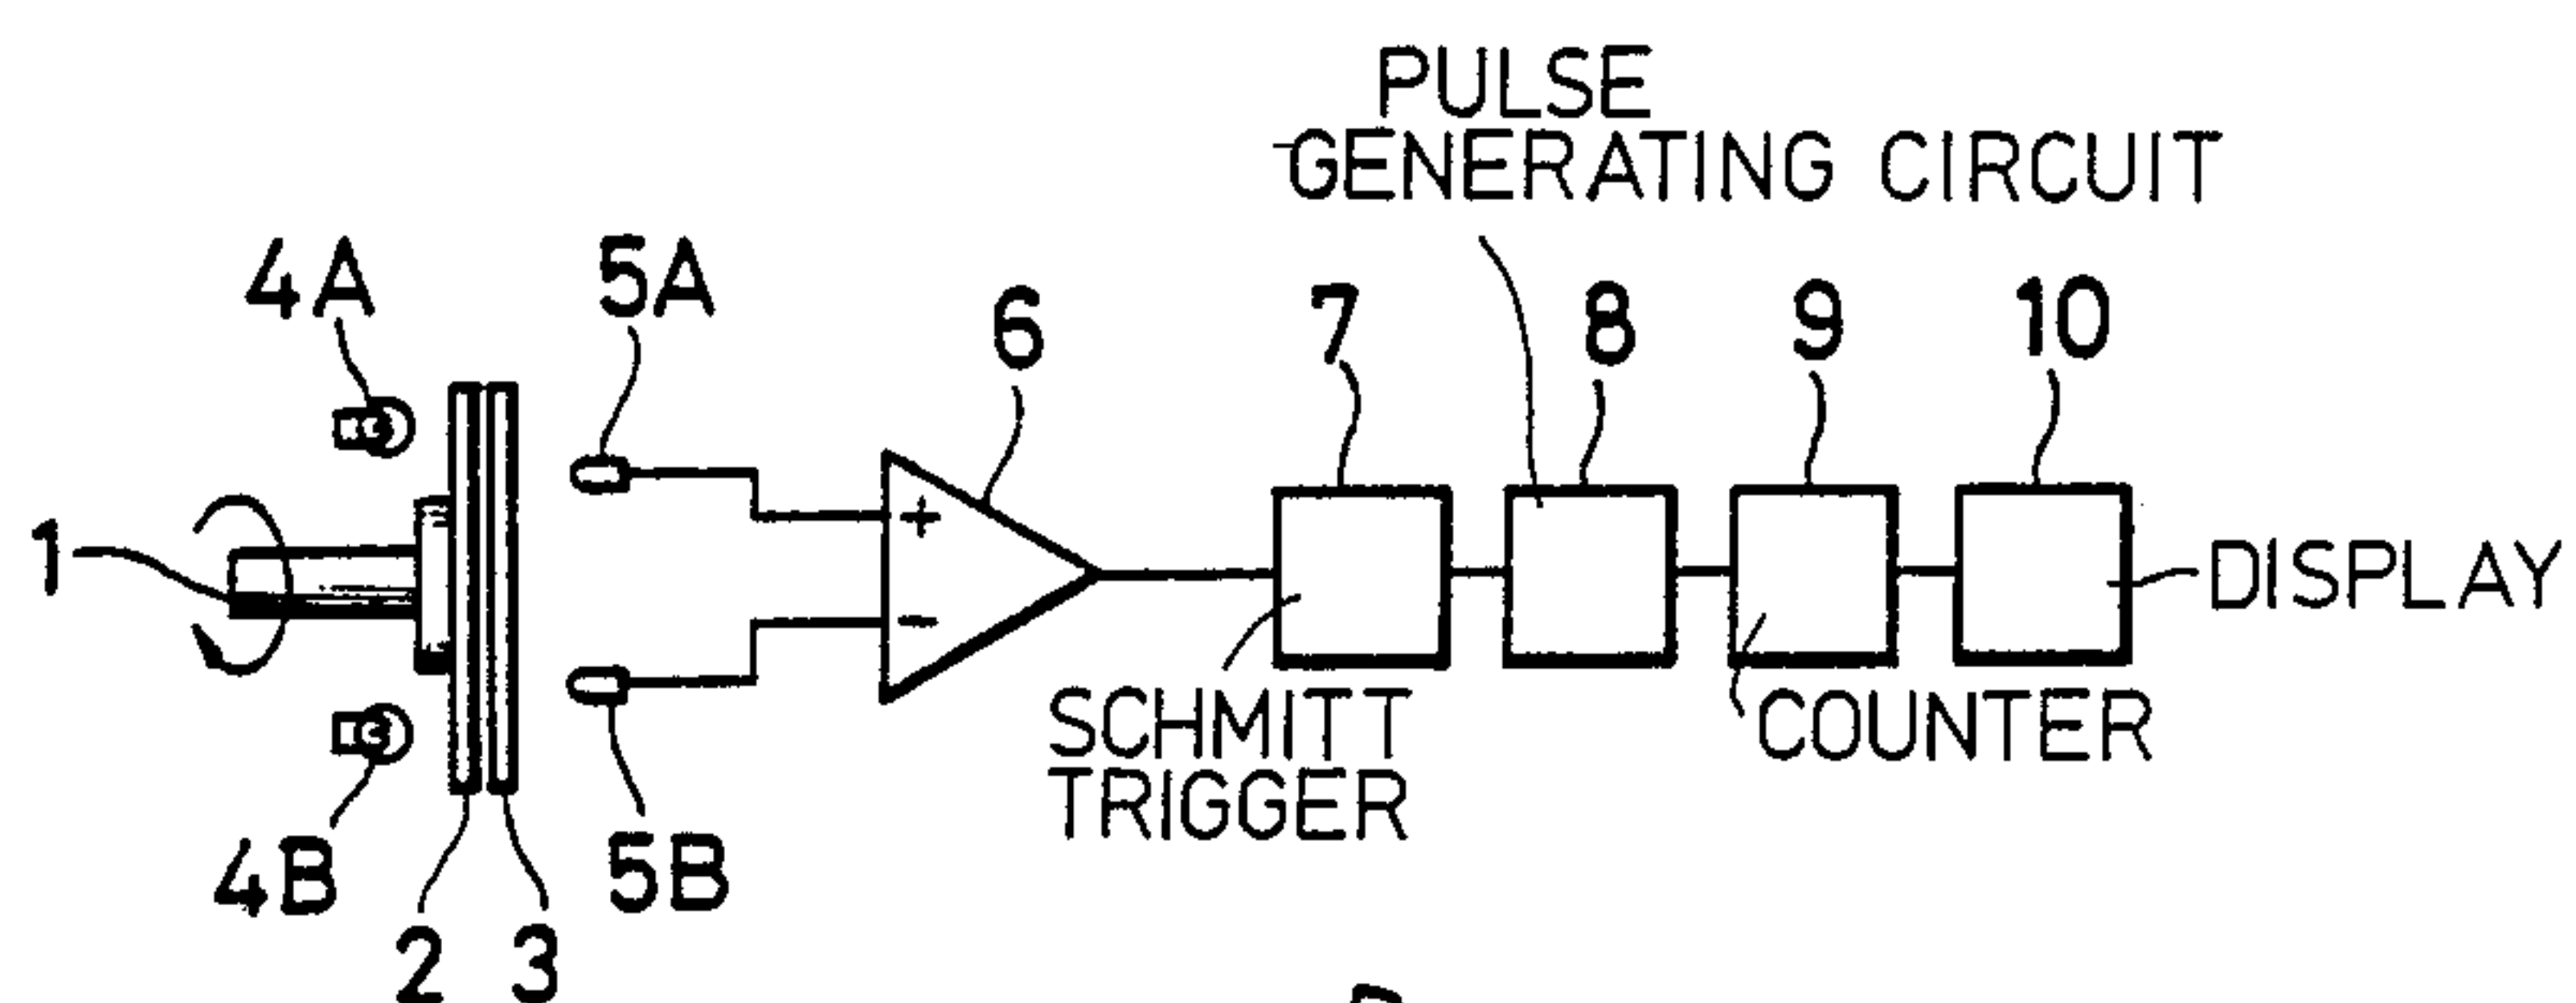 PULSE
GENERATING CIRCUIT
4A
5A
6
7
8
9
10
1
+
−
DISPLAY
SCHMITT
TRIGGER
COUNTER
4B
5B
2
3